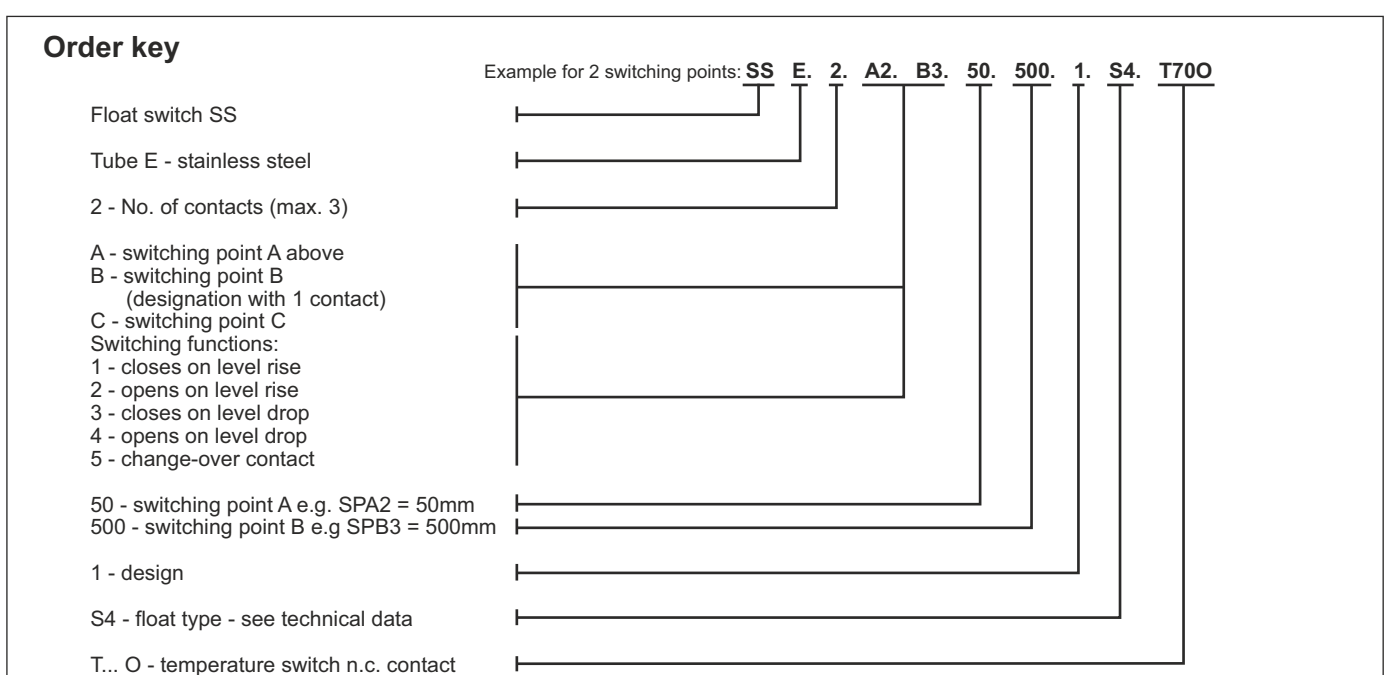 Order key
Example for 2 switching points: SS E. 2. A2. B3. 50. 500. 1. S4. T70O
Float switch SS
Tube E - stainless steel
2 - No. of contacts (max. 3)
A - switching point A above
B - switching point B
(designation with 1 contact)
C - switching point C
Switching functions:
1 - closes on level rise
2 - opens on level rise
3 - closes on level drop
4 - opens on level drop
5 - change-over contact
50 - switching point A e.g. SPA2 = 50mm
500 - switching point B e.g SPB3 = 500mm
1 - design
S4 - float type - see technical data
T... O - temperature switch n.c. contact